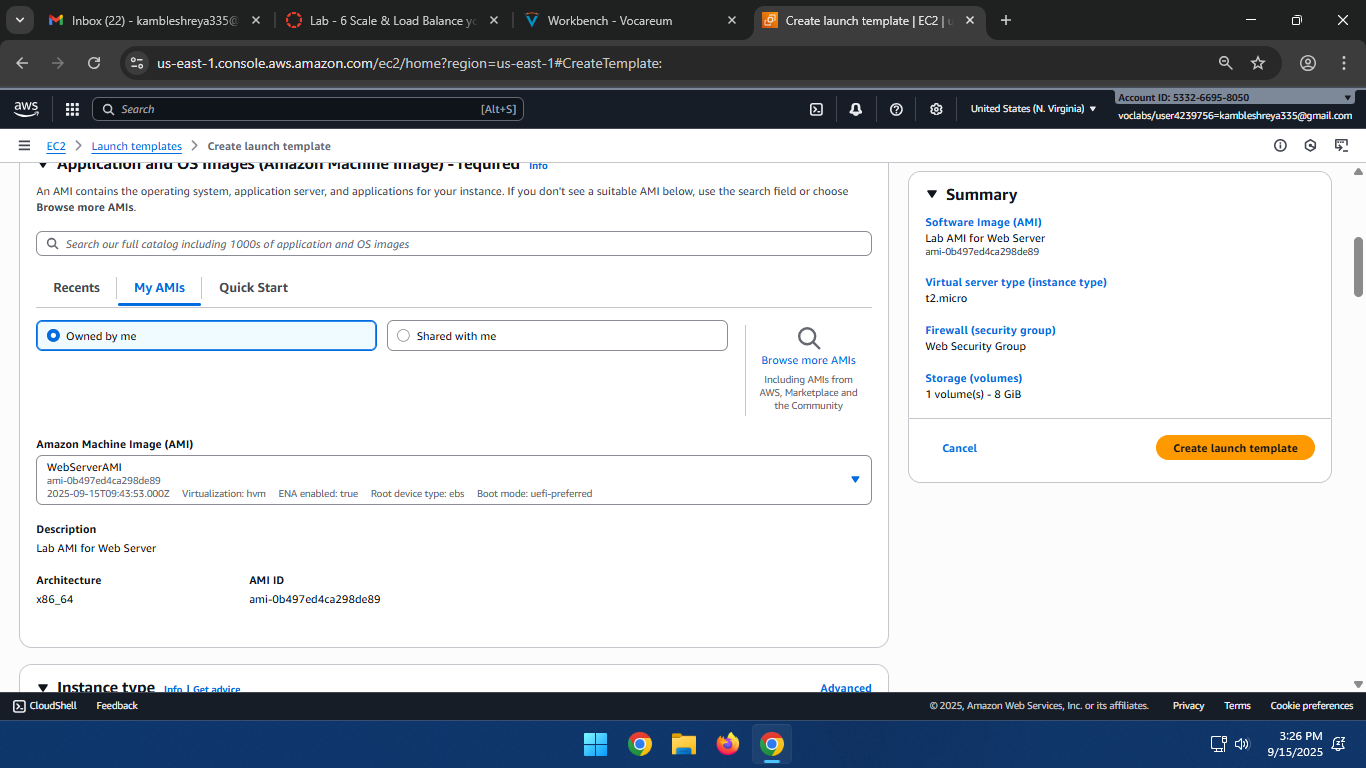 Inbox (22) - kambleshreya335@
Lab - 6 Scale & Load Balance yo
Workbench - Vocareum
Create launch template | EC2 | u
us-east-1.console.aws.amazon.com/ec2/home?region=us-east-1#CreateTemplate:
aws
Search
[Alt+S]
United States (N. Virginia)
Account ID: 5332-6695-8050
voclabs/user4239756=kambleshreya335@gmail.com
EC2
Launch templates
Create launch template
Application and OS Images (Amazon Machine Image) - required Info
An AMI contains the operating system, application server, and applications for your instance. If you don't see a suitable AMI below, use the search field or choose
Browse more AMIs.
Search our full catalog including 1000s of application and OS images
Recents
My AMIs
Quick Start
Owned by me
Shared with me
Browse more AMIs
Including AMIs from
AWS, Marketplace and
the Community
Amazon Machine Image (AMI)
WebServerAMI
ami-0b497ed4ca298de89
2025-09-15T09:43:53.000Z Virtualization: hvm ENA enabled: true Root device type: ebs Boot mode: uefi-preferred
Description
Lab AMI for Web Server
Architecture
AMI ID
x86_64
ami-0b497ed4ca298de89
Instance type Info | Get advice
Advanced
Summary
Software Image (AMI)
Lab AMI for Web Server
ami-0b497ed4ca298de89
Virtual server type (instance type)
t2.micro
Firewall (security group)
Web Security Group
Storage (volumes)
1 volume(s) - 8 GiB
Cancel
Create launch template
CloudShell
Feedback
© 2025, Amazon Web Services, Inc. or its affiliates.
Privacy
Terms
Cookie preferences
3:26 PM
9/15/2025